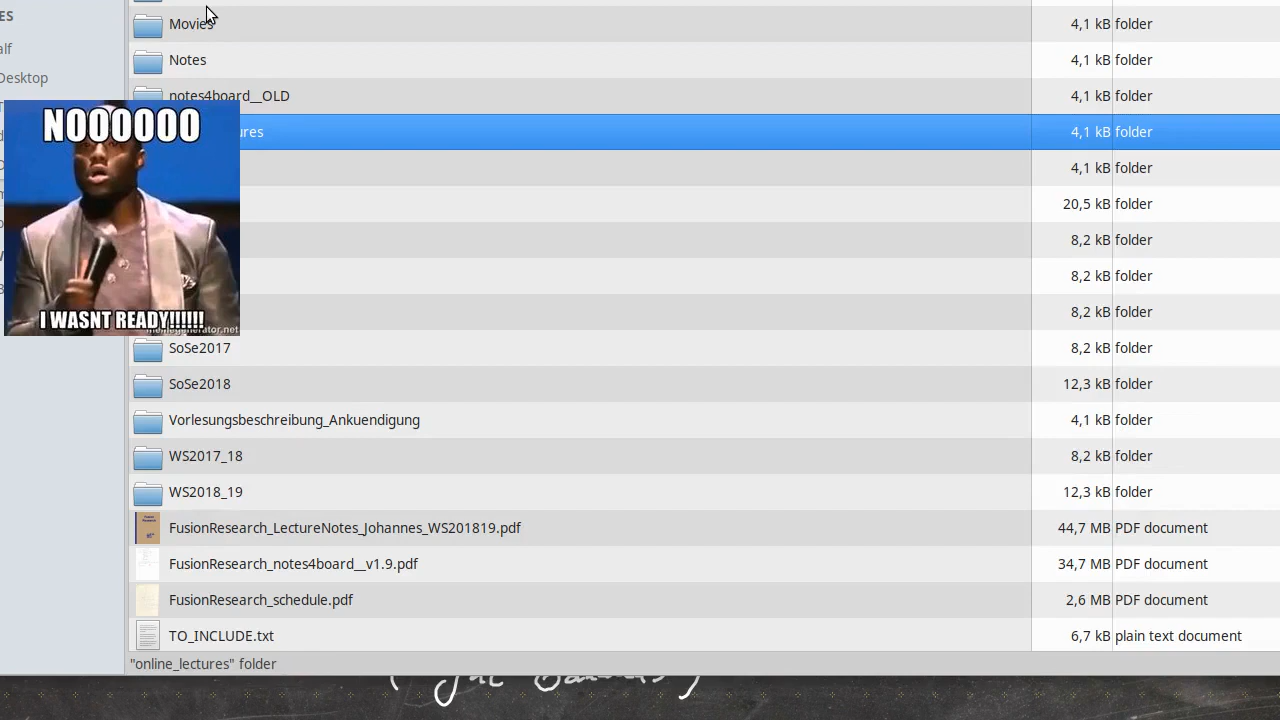 ES
alf
Desktop
Movies 4,1 kB folder
Notes 4,1 kB folder
notes4board__OLD 4,1 kB folder
ures 4,1 kB folder
4,1 kB folder
20,5 kB folder
8,2 kB folder
8,2 kB folder
8,2 kB folder
NOOOOOO
I WASNT READY!!!!!!
memegenerator.net
SoSe2017 8,2 kB folder
SoSe2018 12,3 kB folder
Vorlesungsbeschreibung_Ankuendigung 4,1 kB folder
WS2017_18 8,2 kB folder
WS2018_19 12,3 kB folder
FusionResearch_LectureNotes_Johannes_WS201819.pdf 44,7 MB PDF document
FusionResearch_notes4board__v1.9.pdf 34,7 MB PDF document
FusionResearch_schedule.pdf 2,6 MB PDF document
TO_INCLUDE.txt 6,7 kB plain text document
"online_lectures" folder